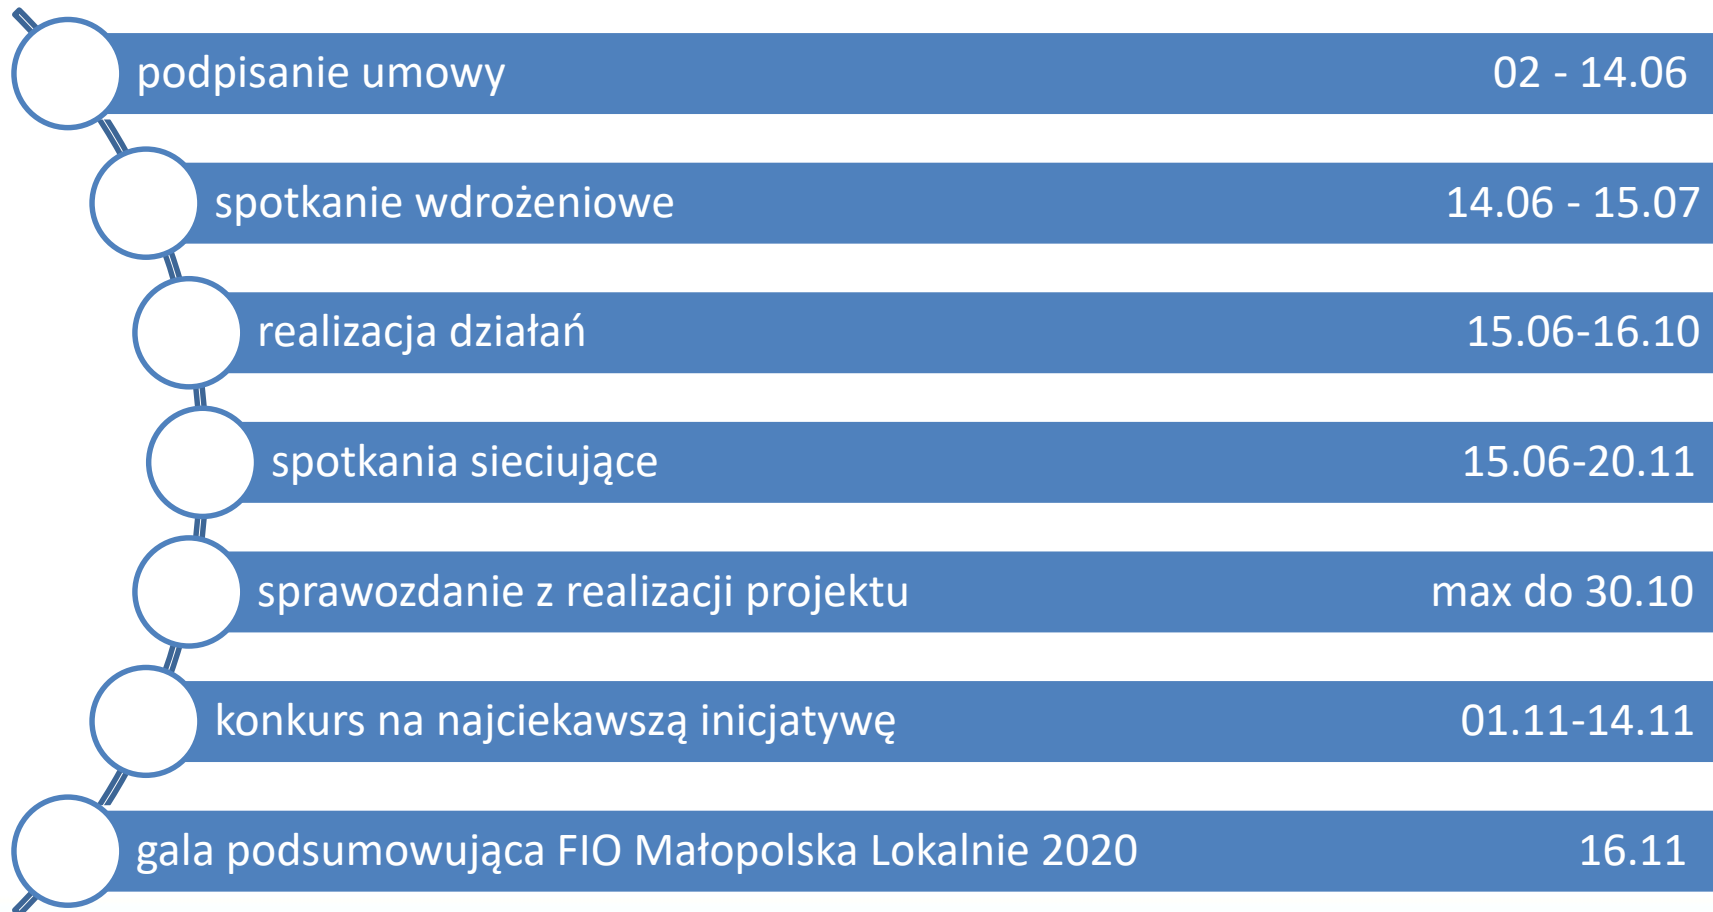 podpisanie umowy 02 - 14.06
spotkanie wdrożeniowe 14.06 - 15.07
realizacja działań 15.06-16.10
spotkania sieciujące 15.06-20.11
sprawozdanie z realizacji projektu max do 30.10
konkurs na najciekawszą inicjatywę 01.11-14.11
gala podsumowująca FIO Małopolska Lokalnie 2020 16.11